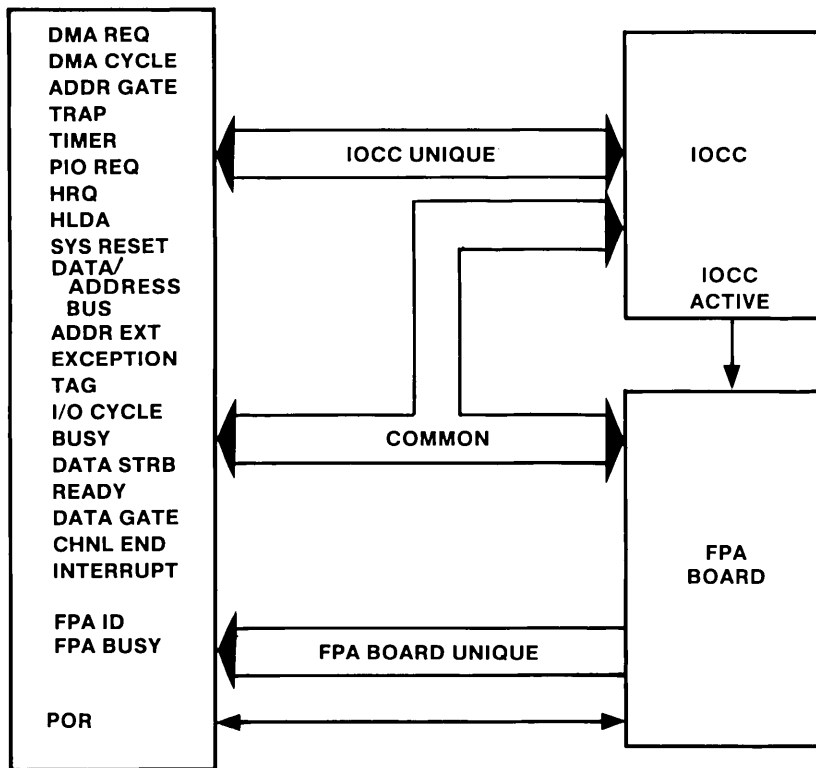 DMA REQ
DMA CYCLE
ADDR GATE
TRAP
TIMER
PIO REQ
HRQ
HLDA
SYS RESET
DATA/
ADDRESS
BUS
ADDR EXT
EXCEPTION
TAG
I/O CYCLE
BUSY
DATA STRB
READY
DATA GATE
CHNL END
INTERRUPT
FPA ID
FPA BUSY
POR
IOCC UNIQUE
COMMON
FPA BOARD UNIQUE
IOCC
IOCC
ACTIVE
FPA
BOARD